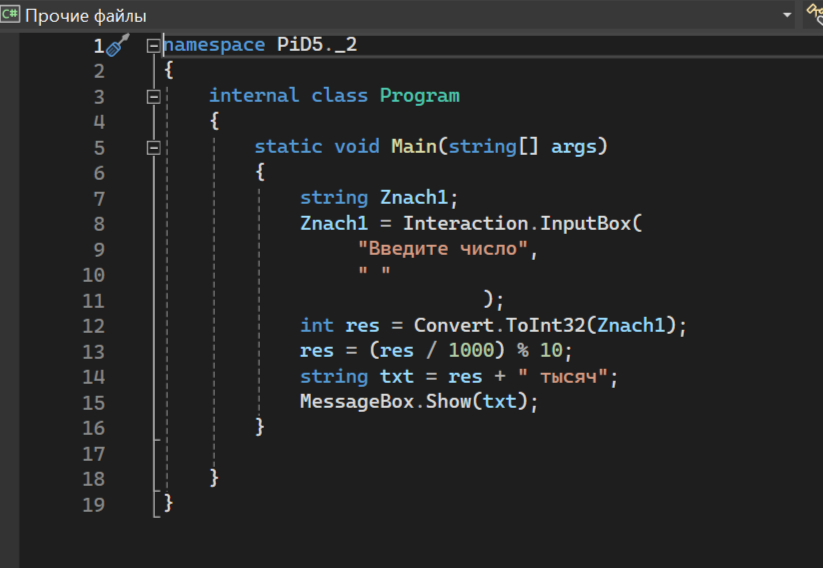 C# Прочие файлы
1 namespace PiD5._2
2 {
3 internal class Program
4 {
5 static void Main(string[] args)
6 {
7 string Znach1;
8 Znach1 = Interaction.InputBox(
9 "Введите число",
10 " "
11 );
12 int res = Convert.ToInt32(Znach1);
13 res = (res / 1000) % 10;
14 string txt = res + " тысяч";
15 MessageBox.Show(txt);
16 }
17
18 }
19 }